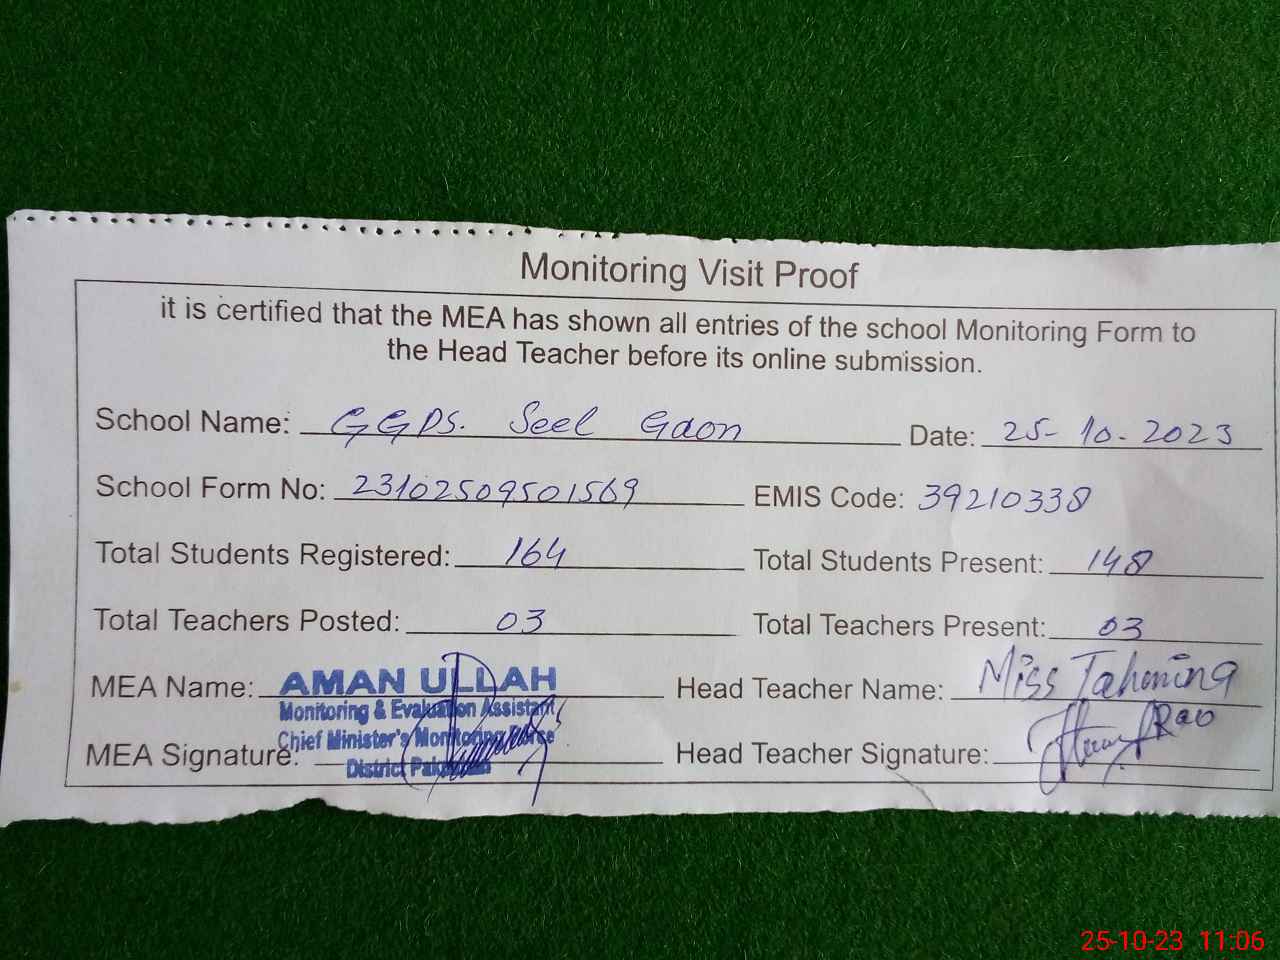 Monitoring Visit Proof
it is certified that the MEA has shown all entries of the school Monitoring Form to
the Head Teacher before its online submission.
School Name: GGPS. Seel Gaon Date: 25-10-2023
School Form No: 23102509501569 EMIS Code: 39210338
Total Students Registered: 164 Total Students Present: 148
Total Teachers Posted: 03 Total Teachers Present: 03
MEA Name: AMAN ULLAH Head Teacher Name: Miss Tahmina
Monitoring & Evaluation Assistant
Chief Minister's Monitoring Force
MEA Signature: Head Teacher Signature: Rao
District
25-10-23 11:06